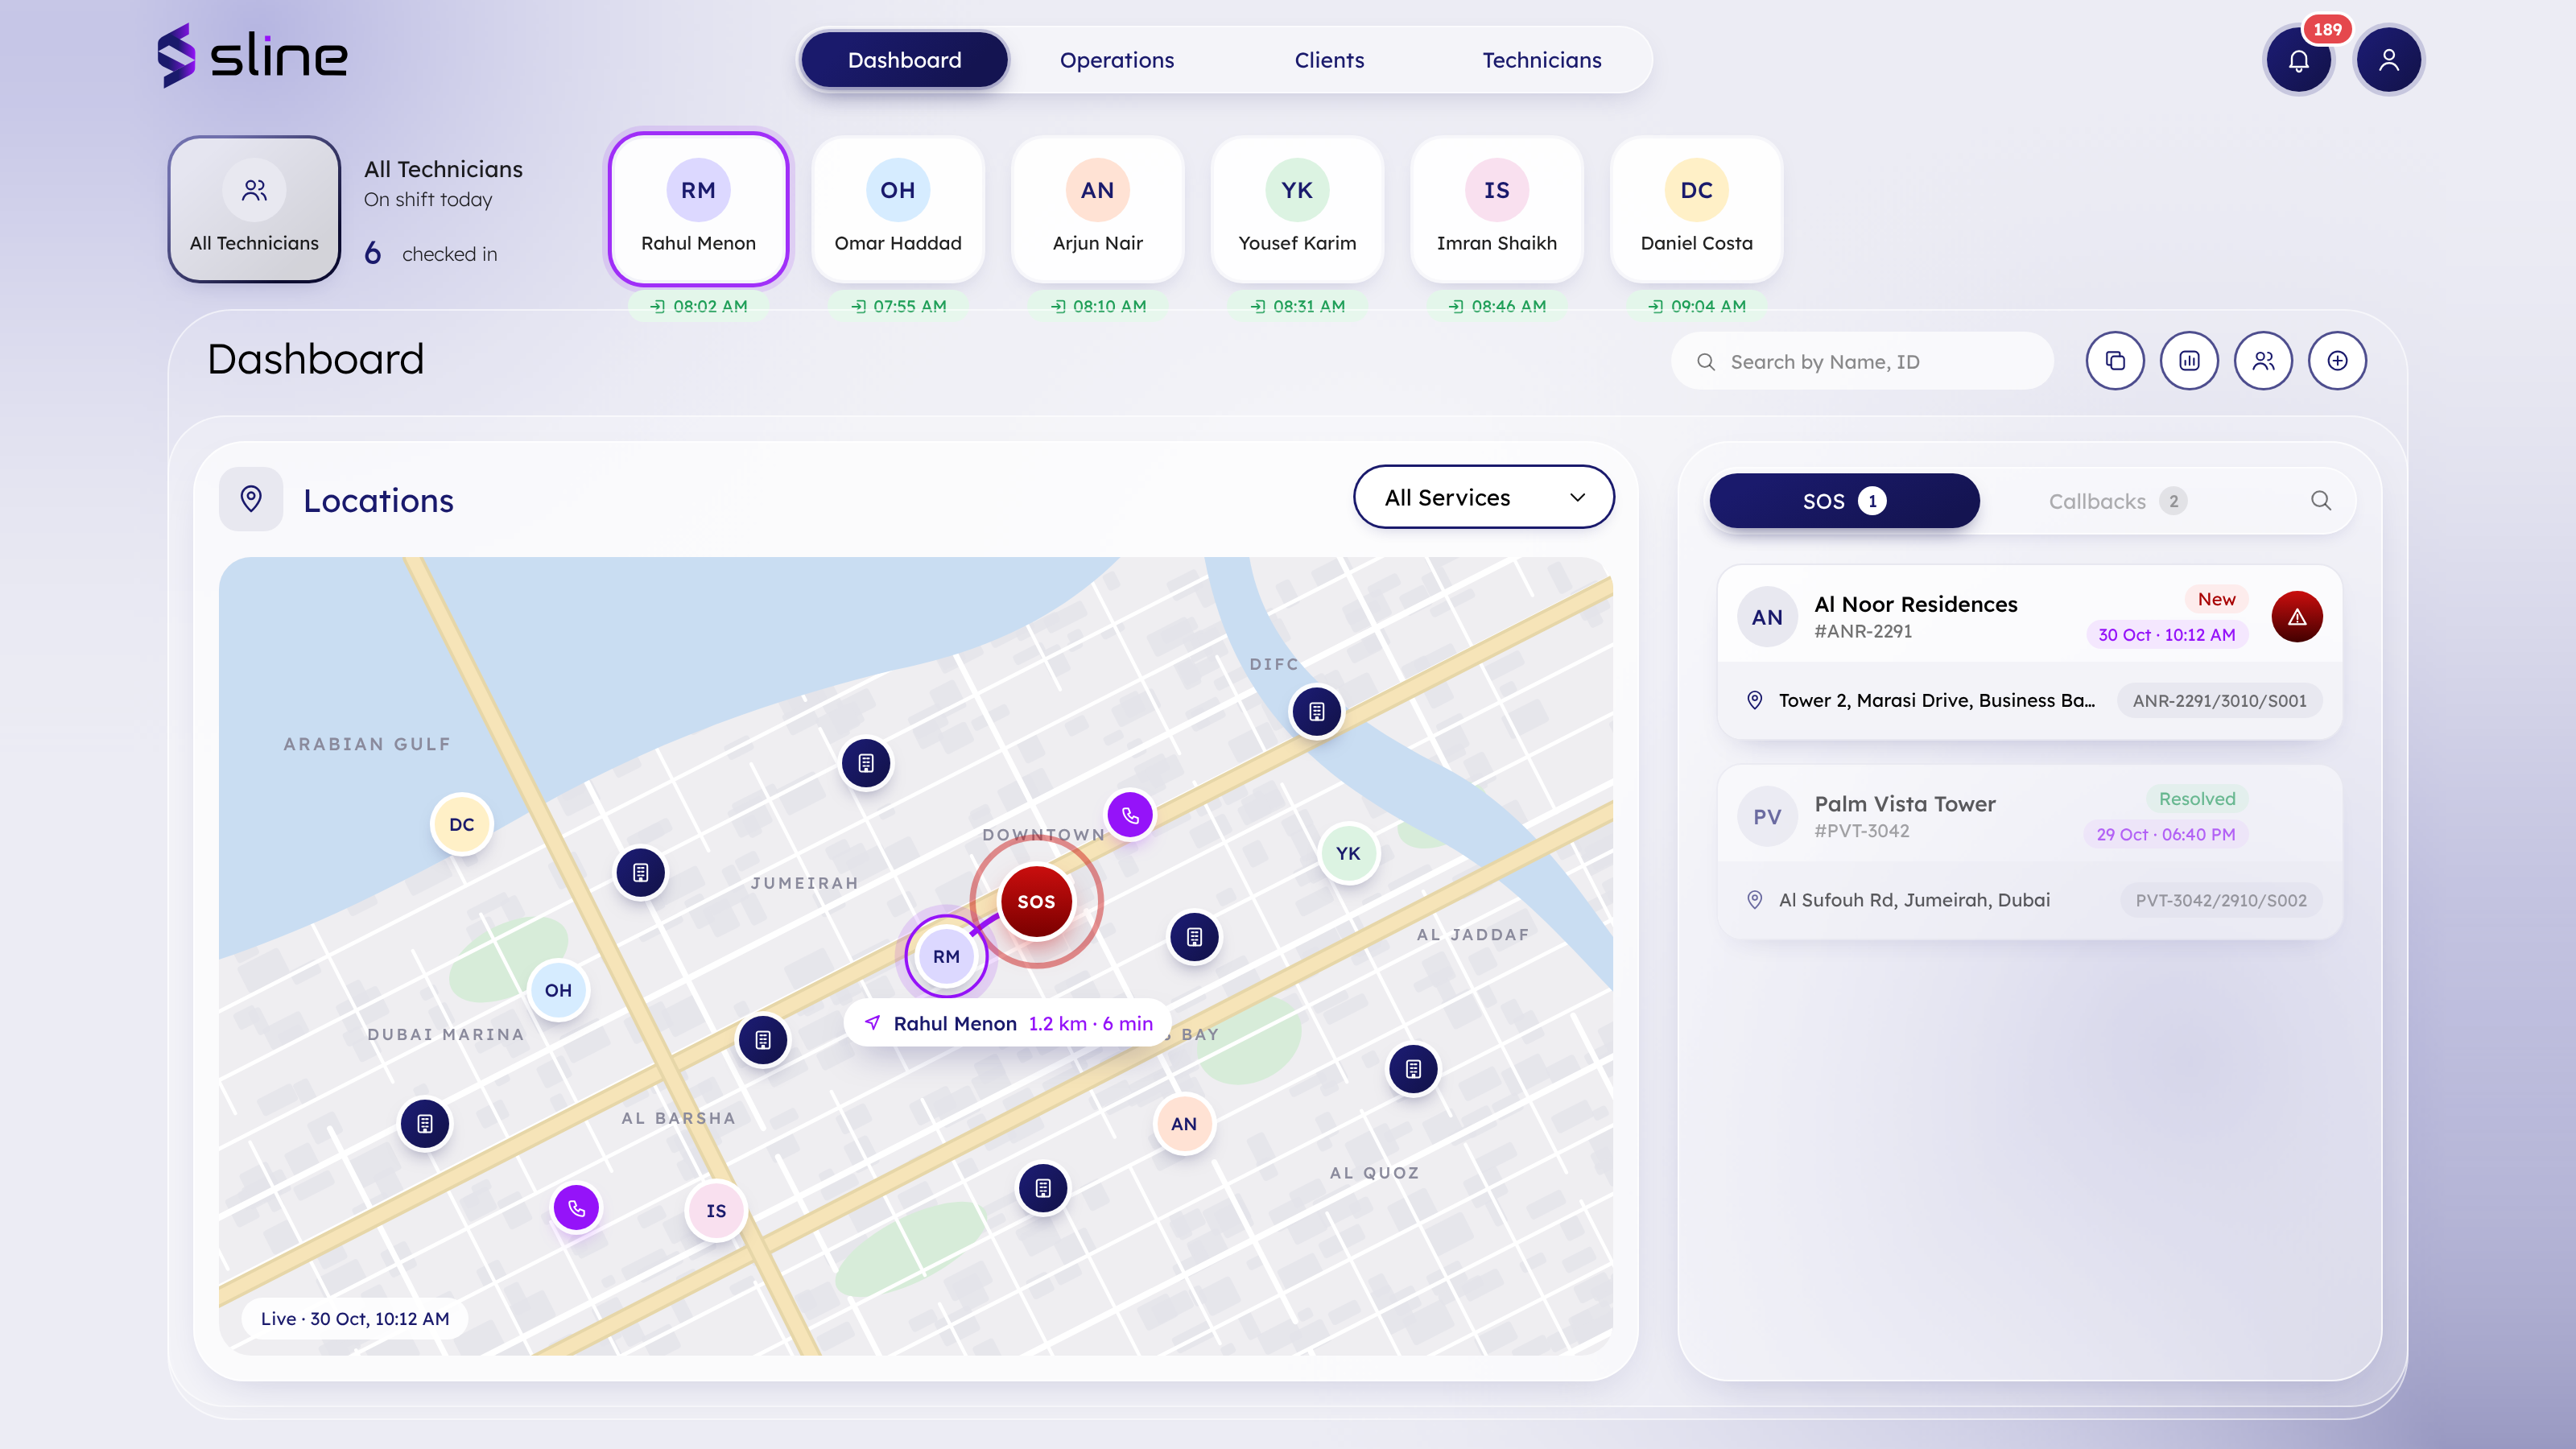 sline
Dashboard
Operations
Clients
Technicians
189
All Technicians
All Technicians
On shift today
6 checked in
RM
Rahul Menon
08:02 AM
OH
Omar Haddad
07:55 AM
AN
Arjun Nair
08:10 AM
YK
Yousef Karim
08:31 AM
IS
Imran Shaikh
08:46 AM
DC
Daniel Costa
09:04 AM
Dashboard
Search by Name, ID
Locations
All Services
DIFC
ARABIAN GULF
DC
DOWNTOWN
YK
JUMEIRAH
SOS
AL JADDAF
RM
OH
Rahul Menon 1.2 km · 6 min
BAY
DUBAI MARINA
AL BARSHA
AN
AL QUOZ
IS
Live · 30 Oct, 10:12 AM
SOS 1
Callbacks 2
AN
Al Noor Residences
#ANR-2291
New
30 Oct · 10:12 AM
Tower 2, Marasi Drive, Business Ba...
ANR-2291/3010/S001
PV
Palm Vista Tower
#PVT-3042
Resolved
29 Oct · 06:40 PM
Al Sufouh Rd, Jumeirah, Dubai
PVT-3042/2910/S002